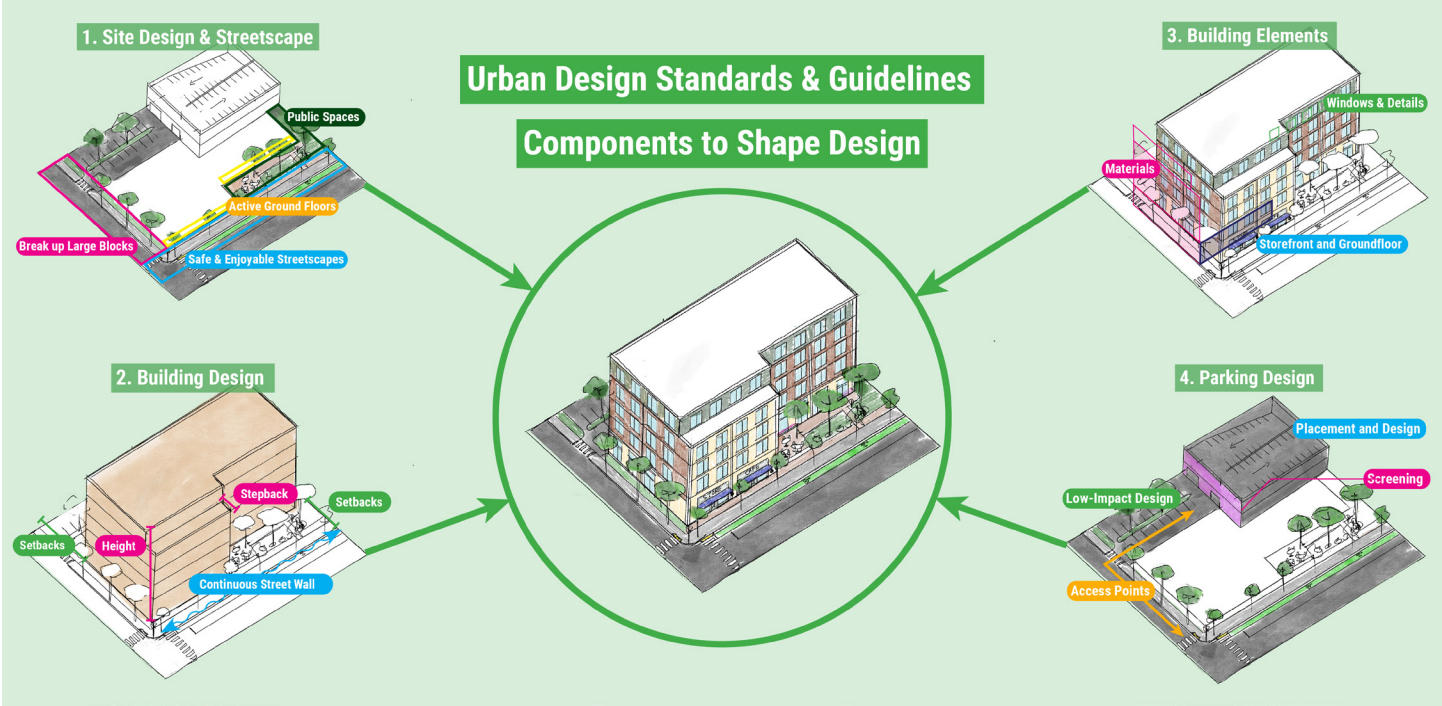 Urban Design Standards & Guidelines
Components to Shape Design
1. Site Design & Streetscape
Public Spaces
Active Ground Floors
Break up Large Blocks
Safe & Enjoyable Streetscapes
2. Building Design
Stepback
Setbacks
Setbacks
Height
Continuous Street Wall
3. Building Elements
Windows & Details
Materials
Storefront and Groundfloor
4. Parking Design
Placement and Design
Screening
Low-Impact Design
Access Points